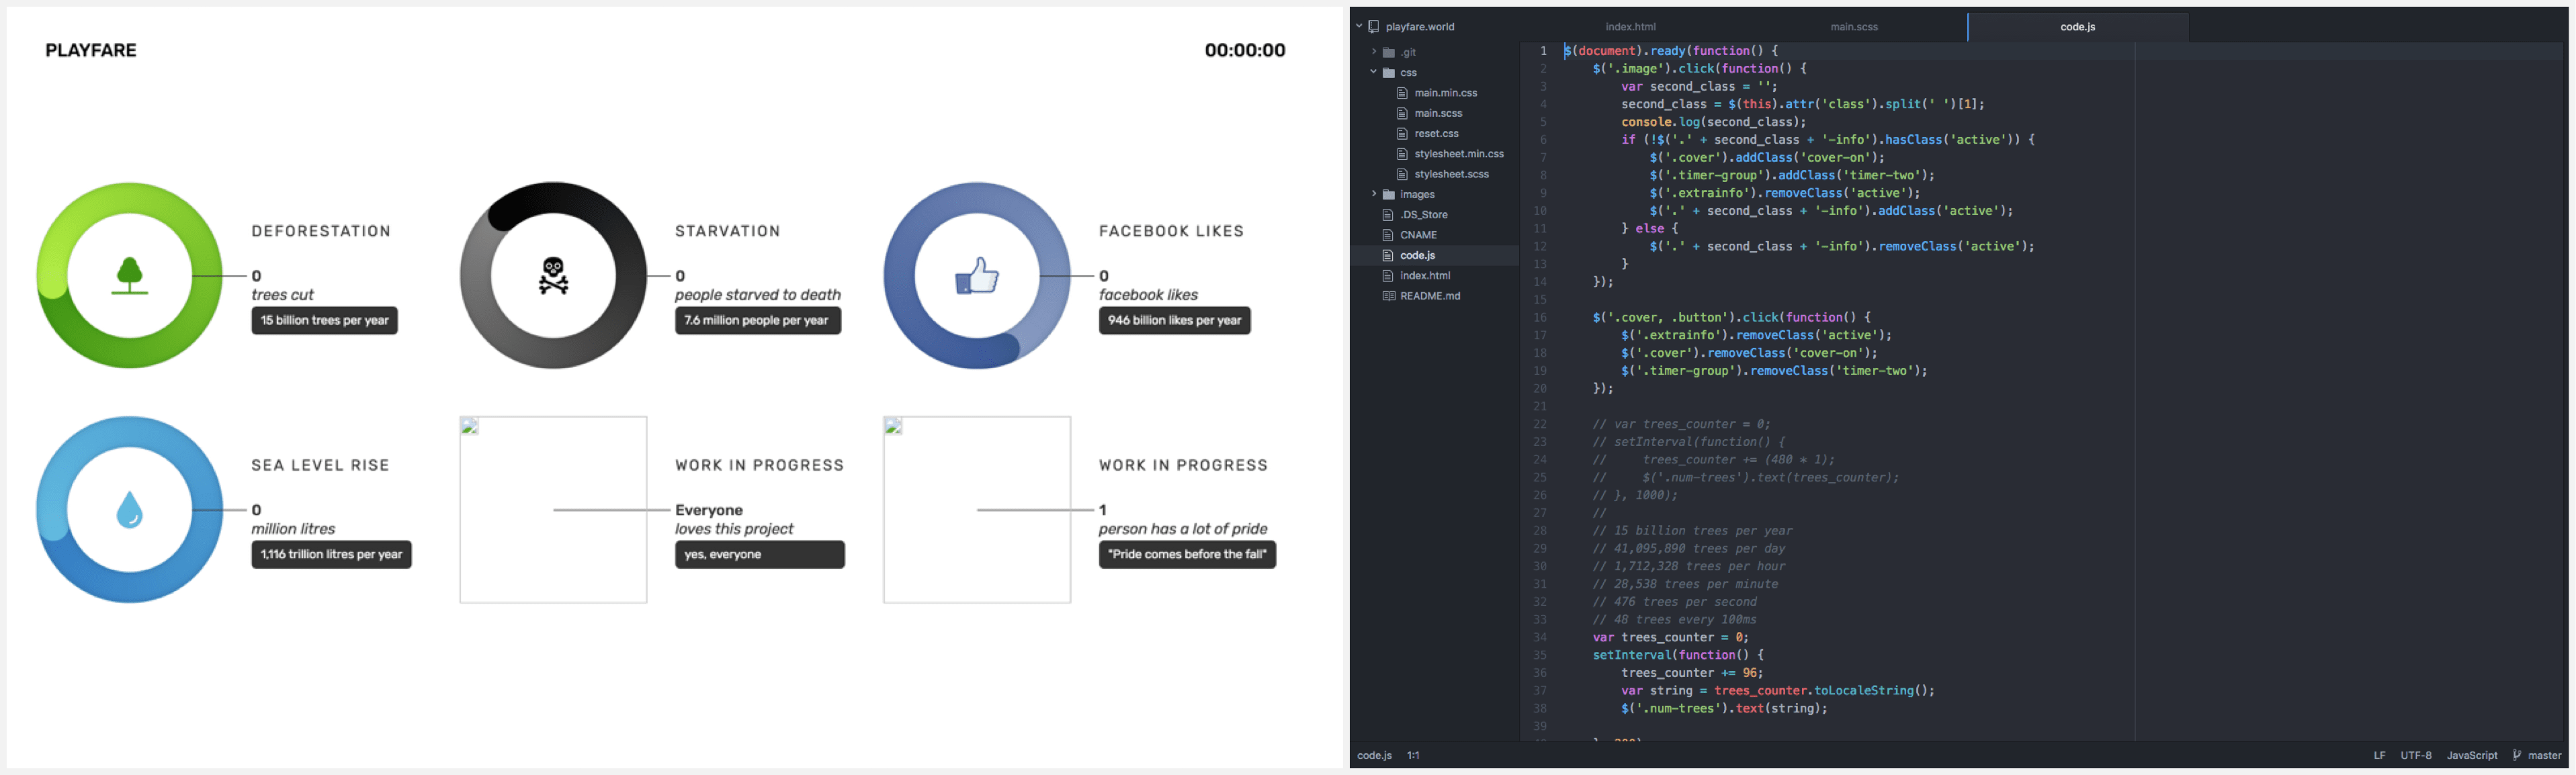 PLAYFARE
00:00:00
DEFORESTATION
0
trees cut
15 billion trees per year
STARVATION
0
people starved to death
7.6 million people per year
FACEBOOK LIKES
0
facebook likes
946 billion likes per year
SEA LEVEL RISE
0
million litres
1,116 trillion litres per year
WORK IN PROGRESS
Everyone
loves this project
yes, everyone
WORK IN PROGRESS
1
person has a lot of pride
"Pride comes before the fall"
playfare.world
.git
css
main.min.css
main.scss
reset.css
stylesheet.min.css
stylesheet.scss
images
.DS_Store
CNAME
code.js
index.html
README.md
index.html
main.scss
code.js
1 $(document).ready(function() {
2 $('.image').click(function() {
3 var second_class = '';
4 second_class = $(this).attr('class').split(' ')[1];
5 console.log(second_class);
6 if (!$('.' + second_class + '-info').hasClass('active')) {
7 $('.cover').addClass('cover-on');
8 $('.timer-group').addClass('timer-two');
9 $('.extrainfo').removeClass('active');
10 $('.' + second_class + '-info').addClass('active');
11 } else {
12 $('.' + second_class + '-info').removeClass('active');
13 }
14 });
15
16 $('.cover, .button').click(function() {
17 $('.extrainfo').removeClass('active');
18 $('.cover').removeClass('cover-on');
19 $('.timer-group').removeClass('timer-two');
20 });
21
22 // var trees_counter = 0;
23 // setInterval(function() {
24 // trees_counter += (480 * 1);
25 // $('.num-trees').text(trees_counter);
26 // }, 1000);
27 //
28 // 15 billion trees per year
29 // 41,095,890 trees per day
30 // 1,712,328 trees per hour
31 // 28,538 trees per minute
32 // 476 trees per second
33 // 48 trees every 100ms
34 var trees_counter = 0;
35 setInterval(function() {
36 trees_counter += 96;
37 var string = trees_counter.toLocaleString();
38 $('.num-trees').text(string);
39
code.js 1:1
LF UTF-8 JavaScript master